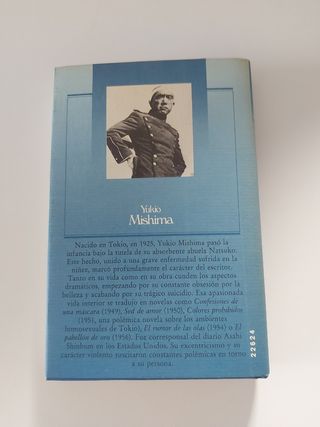 Yukio
Mishima
Nacido en Tokio, en 1925, Yukio Mishima pasó la
infancia bajo la tutela de su absorbente abuela Natsuko.
Este hecho, unido a una grave enfermedad sufrida en la
niñez, marcó profundamente el carácter del escritor.
Tanto en su vida como en su obra cunden los aspectos
dramáticos, empezando por su constante obsesión por la
belleza y acabando por su trágico suicidio. Esa apasionada
vida interior se tradujo en novelas como Confesiones de
una máscara (1949), Sed de amor (1950), Colores prohibidos
(1951, una polémica novela sobre los ambientes
homosexuales de Tokio), El rumor de las olas (1954) o El
pabellón de oro (1956). Fue corresponsal del diario Asahi
Shinbum en los Estados Unidos. Su excentricismo y su
carácter violento suscitaron constantes polémicas en torno
a su persona.
22624